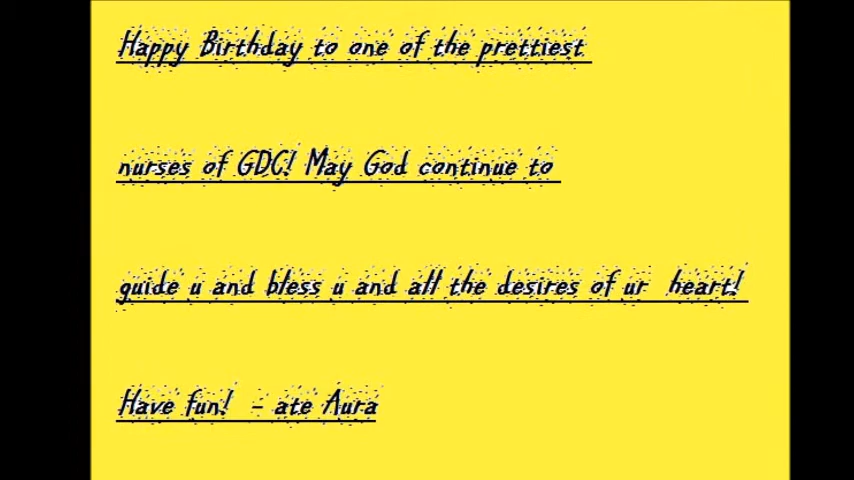 Happy Birthday to one of the prettiest
nurses of GDC! May God continue to
guide u and bless u and all the desires of ur heart!
Have fun! - ate Aura